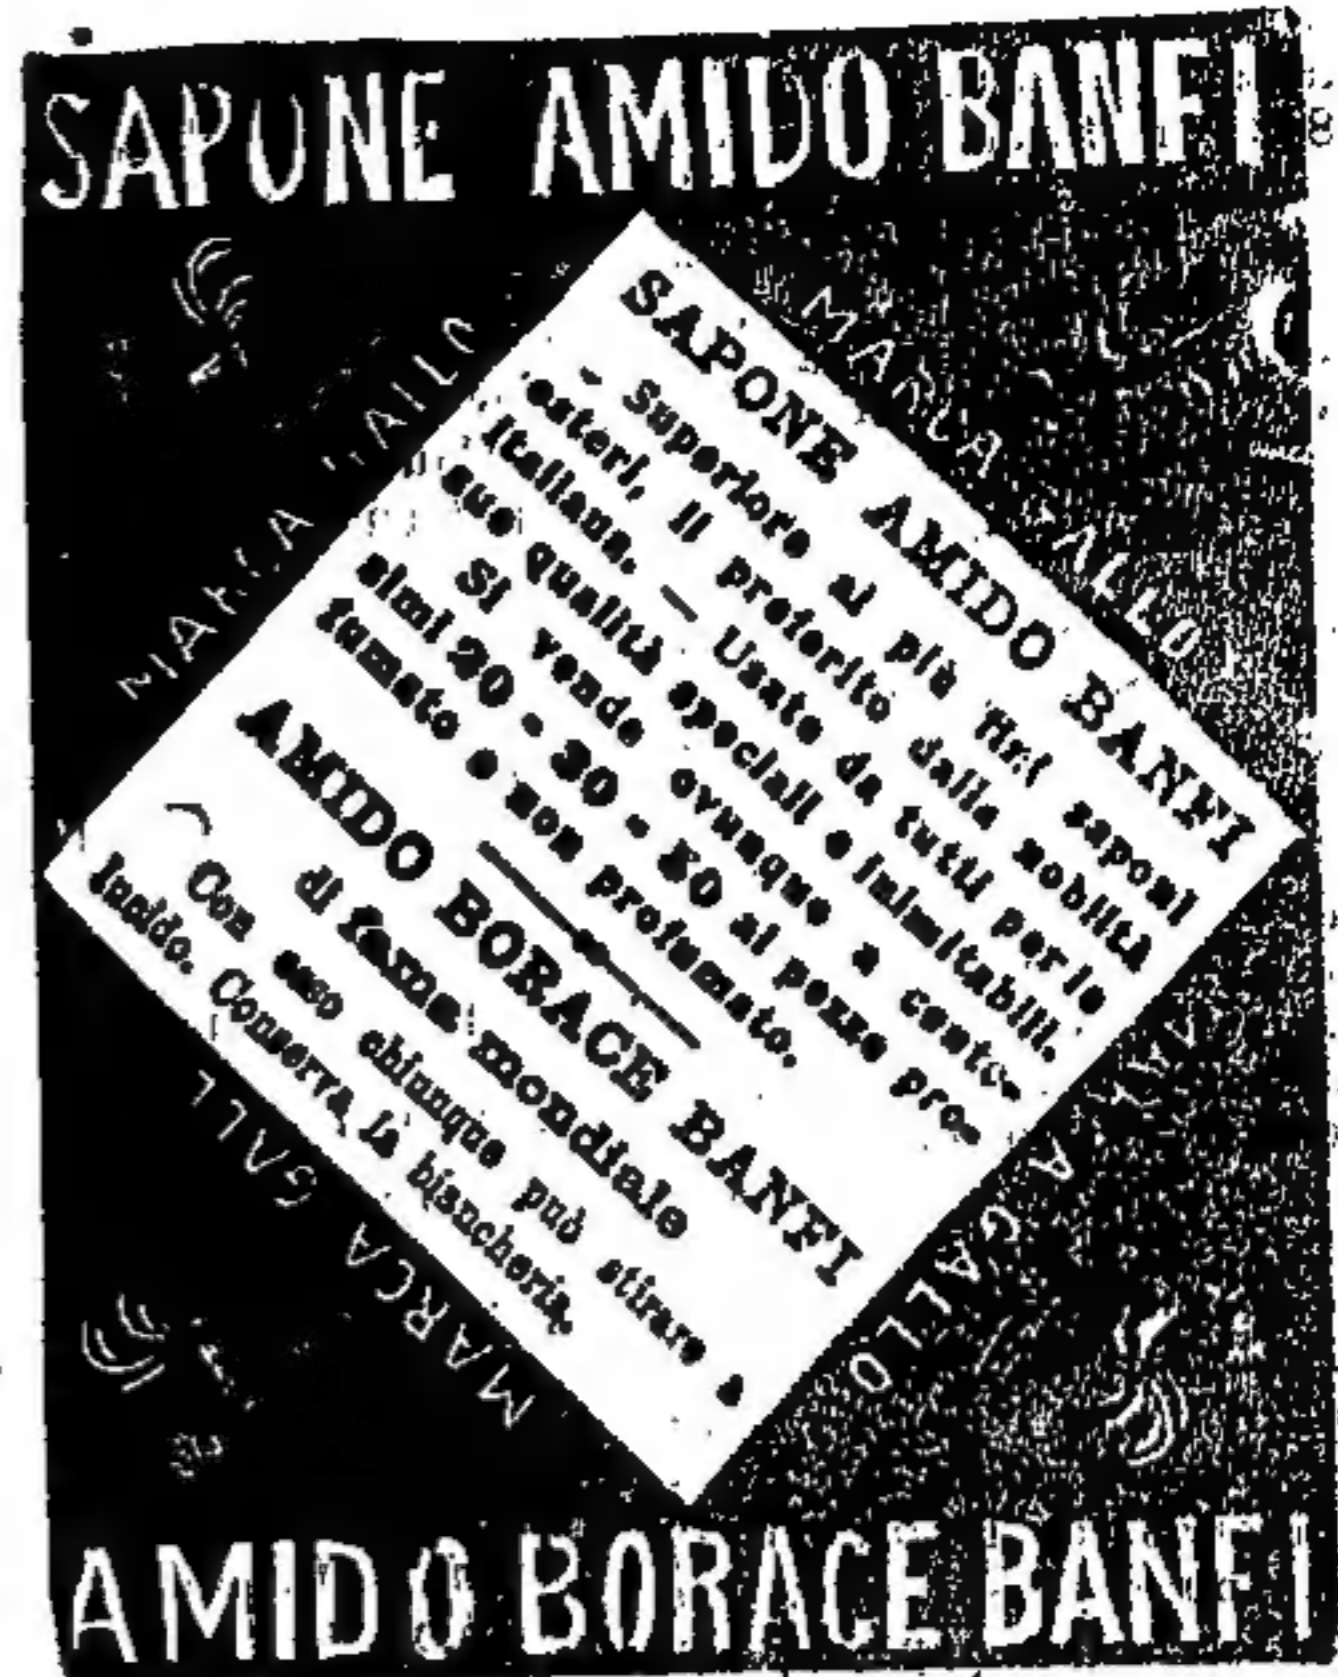 SAPONE AMIDO BANFI
MARCA GALLO
MARCA GALLO
SAPONE AMIDO BANFI
- Superiore ai più fini saponi
esteri, il preferito dalla nobiltà
italiana. — Usato da tutti per le
sue qualità speciali e inimitabili.
Si vende ovunque a cente-
simi 20 - 30 - 50 al pezzo pro-
fumato e non profumato.
AMIDO BORACE BANFI
di fama mondiale
Con esso chiunque può stirare a
lucido. Conserva la biancheria.
MARCA GALL
GALLO
AMIDO BORACE BANFI